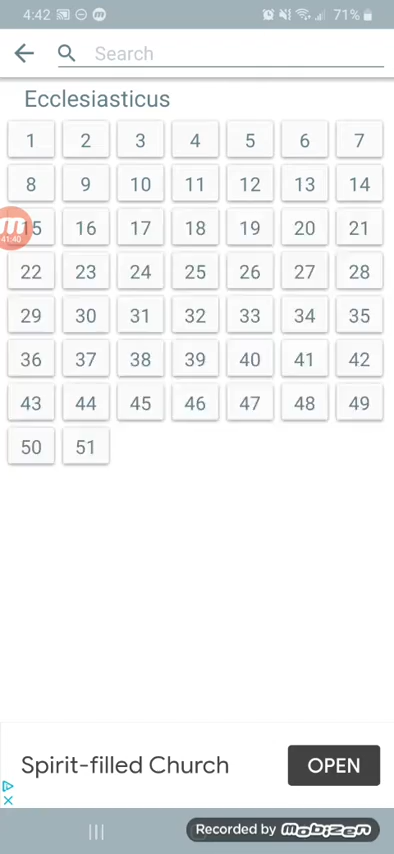 4:42 71%
Search
Ecclesiasticus
1 2 3 4 5 6 7
8 9 10 11 12 13 14
15 16 17 18 19 20 21
41:40
22 23 24 25 26 27 28
29 30 31 32 33 34 35
36 37 38 39 40 41 42
43 44 45 46 47 48 49
50 51
Spirit-filled Church OPEN
Recorded by mobizen